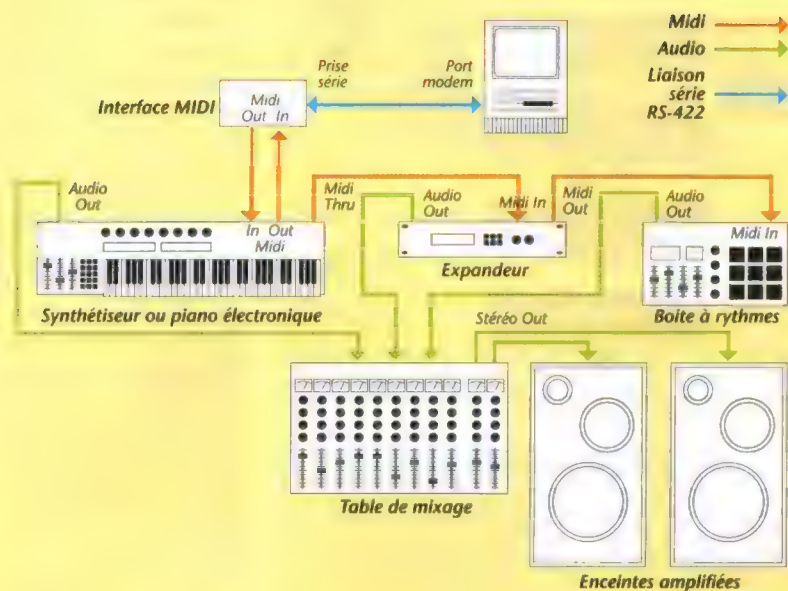 Midi
Audio
Liaison
série
RS-422
Prise
série
Port
modem
Interface MIDI
Midi
Out In
Audio
Out
In Out
Midi
Midi
Thru
Audio
Out
Midi In
Midi
Out
Audio
Out
Midi In
Expandeur
Synthétiseur ou piano électronique
Boite à rythmes
Stéréo Out
Table de mixage
Enceintes amplifiées